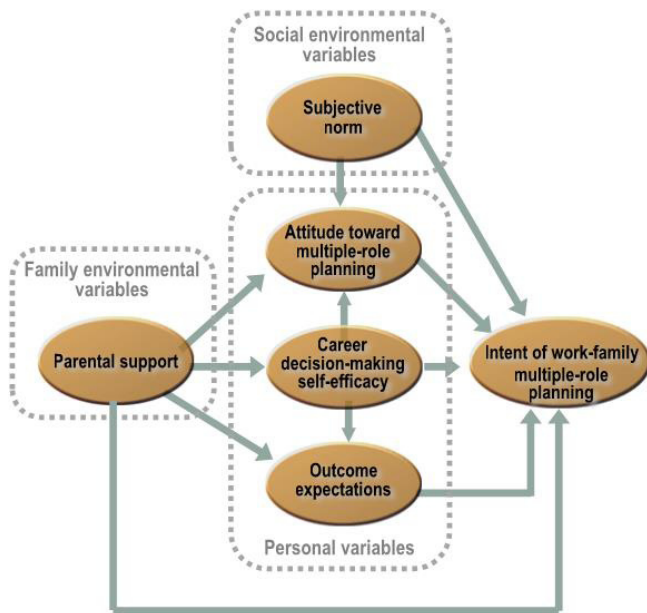 Social environmental
variables
Subjective
norm
Attitude toward
multiple-role
planning
Family environmental
variables
Parental support
Career
decision-making
self-efficacy
Intent of work-family
multiple-role
planning
Outcome
expectations
Personal variables